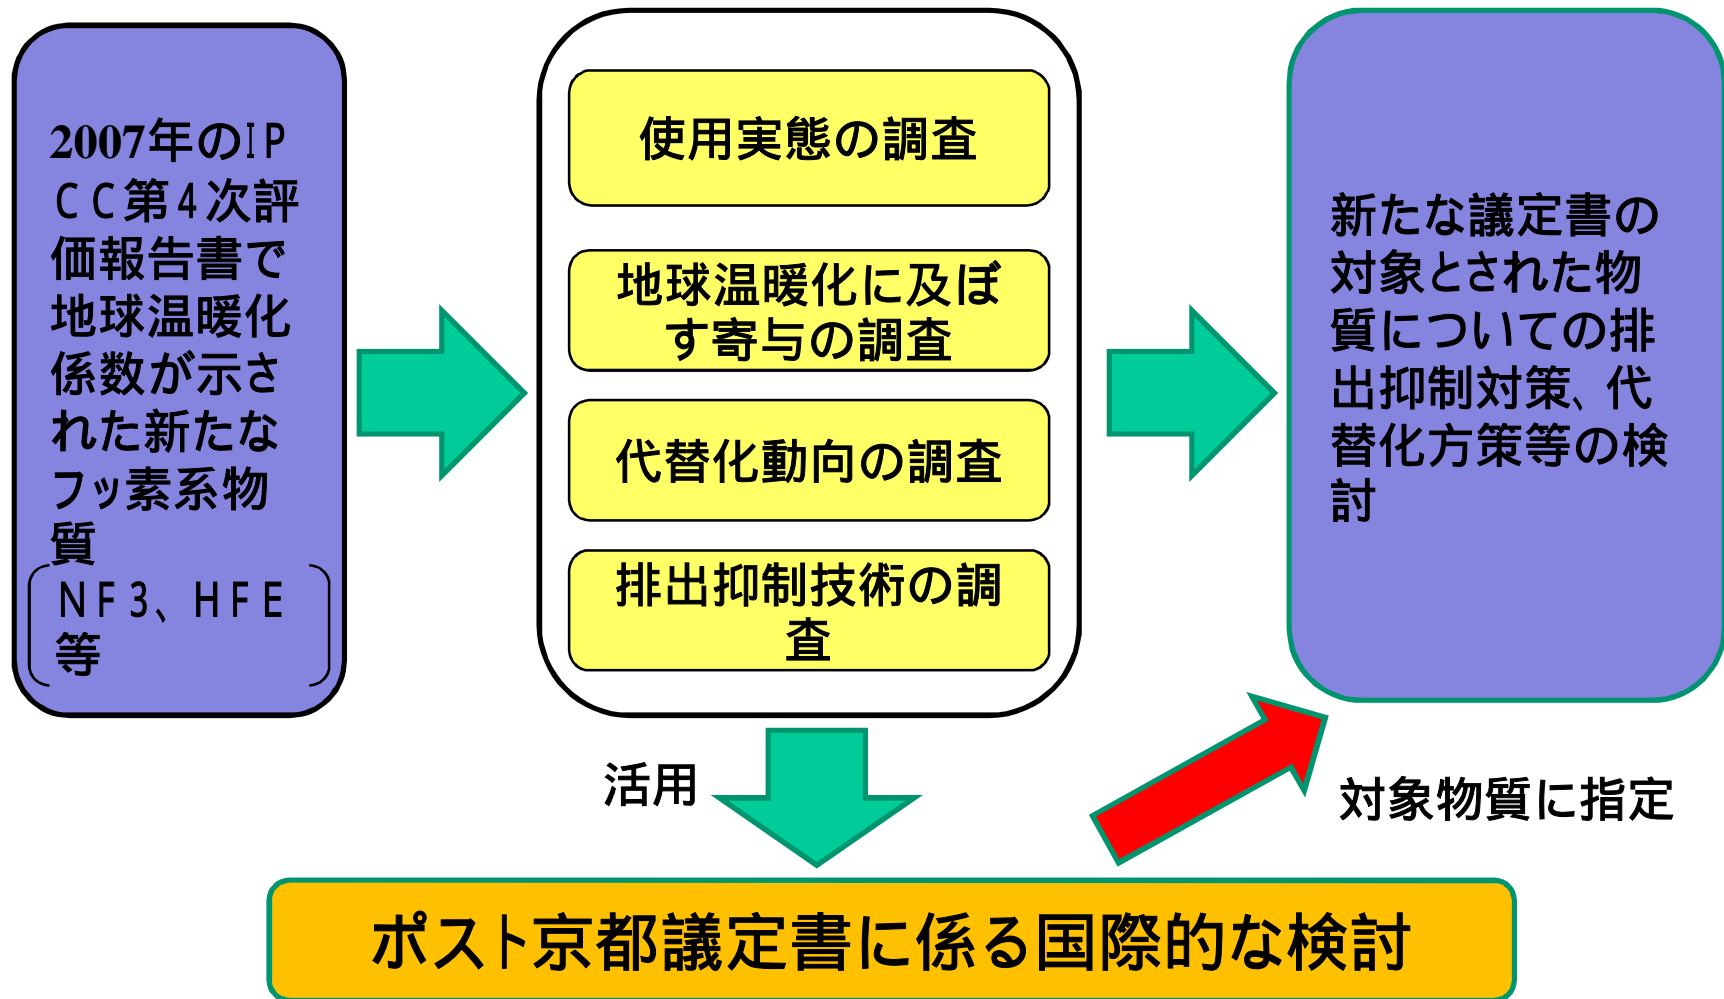 2007年のIP
CC第4次評
価報告書で
地球温暖化
係数が示さ
れた新たな
フッ素系物
質
NF3、HFE
等
使用実態の調査
地球温暖化に及ぼ
す寄与の調査
代替化動向の調査
排出抑制技術の調
査
新たな議定書の
対象とされた物
質についての排
出抑制対策、代
替化方策等の検
討
活用
対象物質に指定
ポスト京都議定書に係る国際的な検討